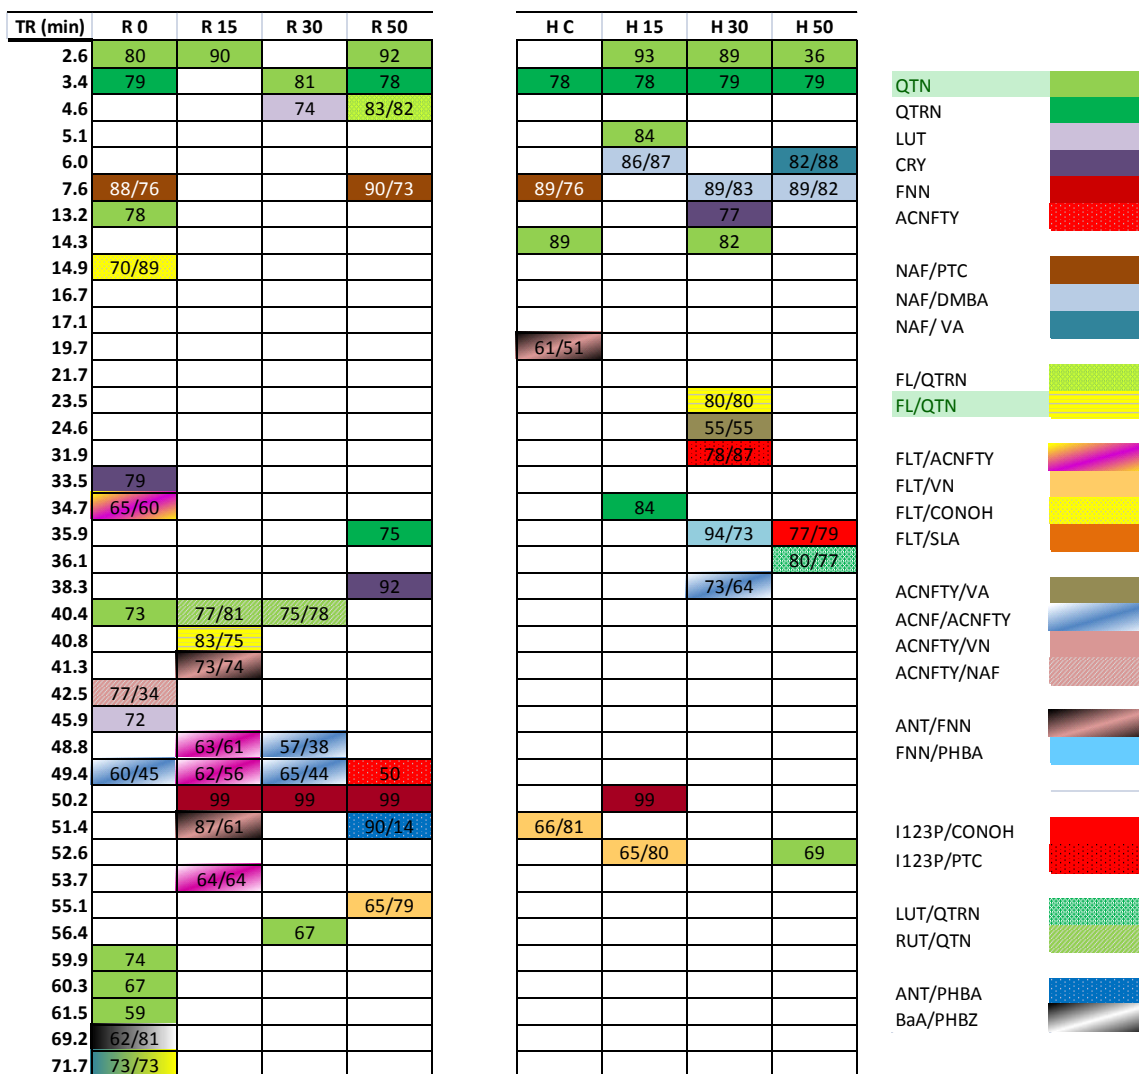 TR (min) R 0 R 15 R 30 R 50 H C H 15 H 30 H 50
2.6 80 90 92 93 89 36
3.4 79 81 78 78 78 79 79
4.6 74 83/82
5.1 84
6.0 86/87 82/88
7.6 88/76 90/73 89/76 89/83 89/82
13.2 78 77
14.3 89 82
14.9 70/89
16.7
17.1
19.7 61/51
21.7
23.5 80/80
24.6 55/55
31.9 78/87
33.5 79
34.7 65/60 84
35.9 75 94/73 77/79
36.1 80/77
38.3 92 73/64
40.4 73 77/81 75/78
40.8 83/75
41.3 73/74
42.5 77/34
45.9 72
48.8 63/61 57/38
49.4 60/45 62/56 65/44 50
50.2 99 99 99 99
51.4 87/61 90/14 66/81
52.6 65/80 69
53.7 64/64
55.1 65/79
56.4 67
59.9 74
60.3 67
61.5 59
69.2 62/81
71.7 73/73
QTN
QTRN
LUT
CRY
FNN
ACNFTY
NAF/PTC
NAF/DMBA
NAF/ VA
FL/QTRN
FL/QTN
FLT/ACNFTY
FLT/VN
FLT/CONOH
FLT/SLA
ACNFTY/VA
ACNF/ACNFTY
ACNFTY/VN
ACNFTY/NAF
ANT/FNN
FNN/PHBA
I123P/CONOH
I123P/PTC
LUT/QTRN
RUT/QTN
ANT/PHBA
BaA/PHBZ